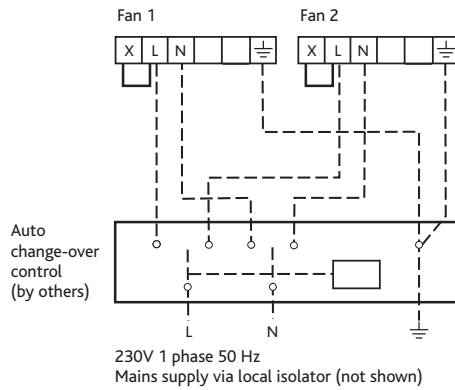 Fan 1
Fan 2
X L N
X L N
Auto
change-over
control
(by others)
L N
230V 1 phase 50 Hz
Mains supply via local isolator (not shown)